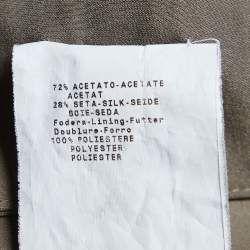 72% ACETATO-ACETATE
ACETAT
28% SETA-SILK-SEIDE
SOIE-SEDA
Fodera-Lining-Futter
Doublure-Forro
100% POLIESTERE
POLYESTER
POLIESTER